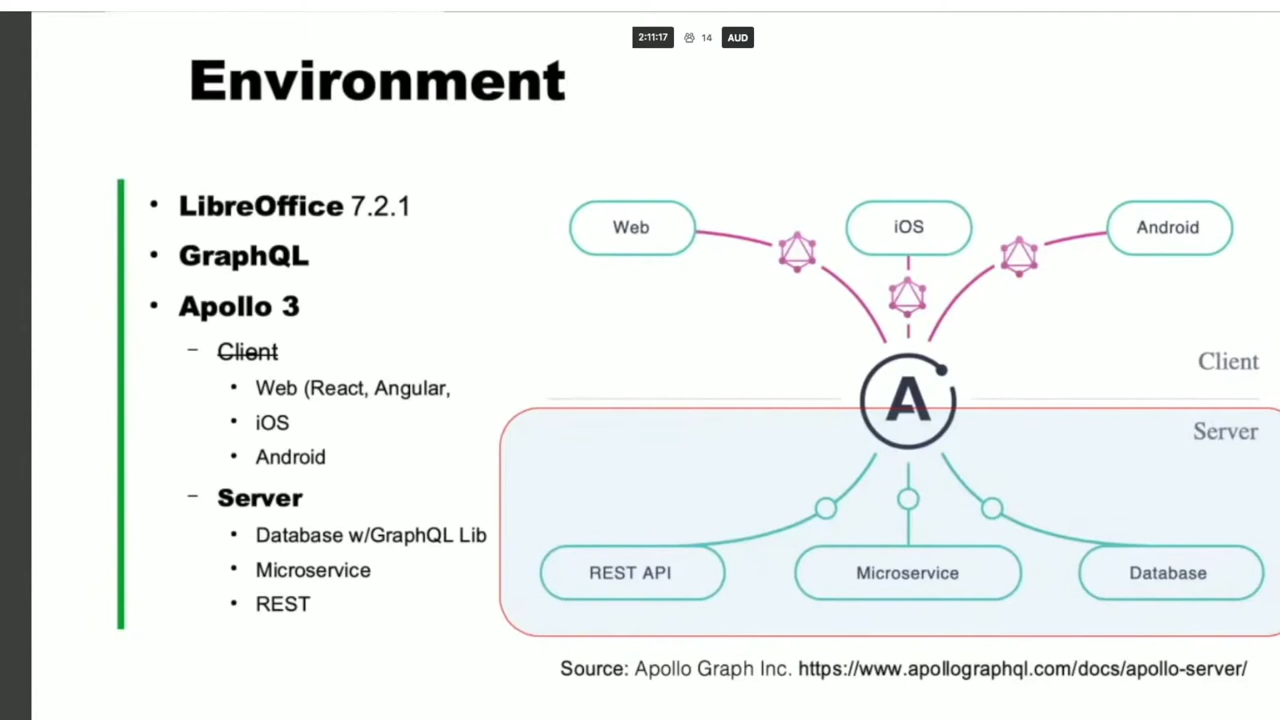 2:11:17 14 AUD
Environment
• LibreOffice 7.2.1
• GraphQL
• Apollo 3
– Client
• Web (React, Angular,
• iOS
• Android
– Server
• Database w/GraphQL Lib
• Microservice
• REST
Web iOS Android
Client
A
Server
REST API Microservice Database
Source: Apollo Graph Inc. https://www.apollographql.com/docs/apollo-server/